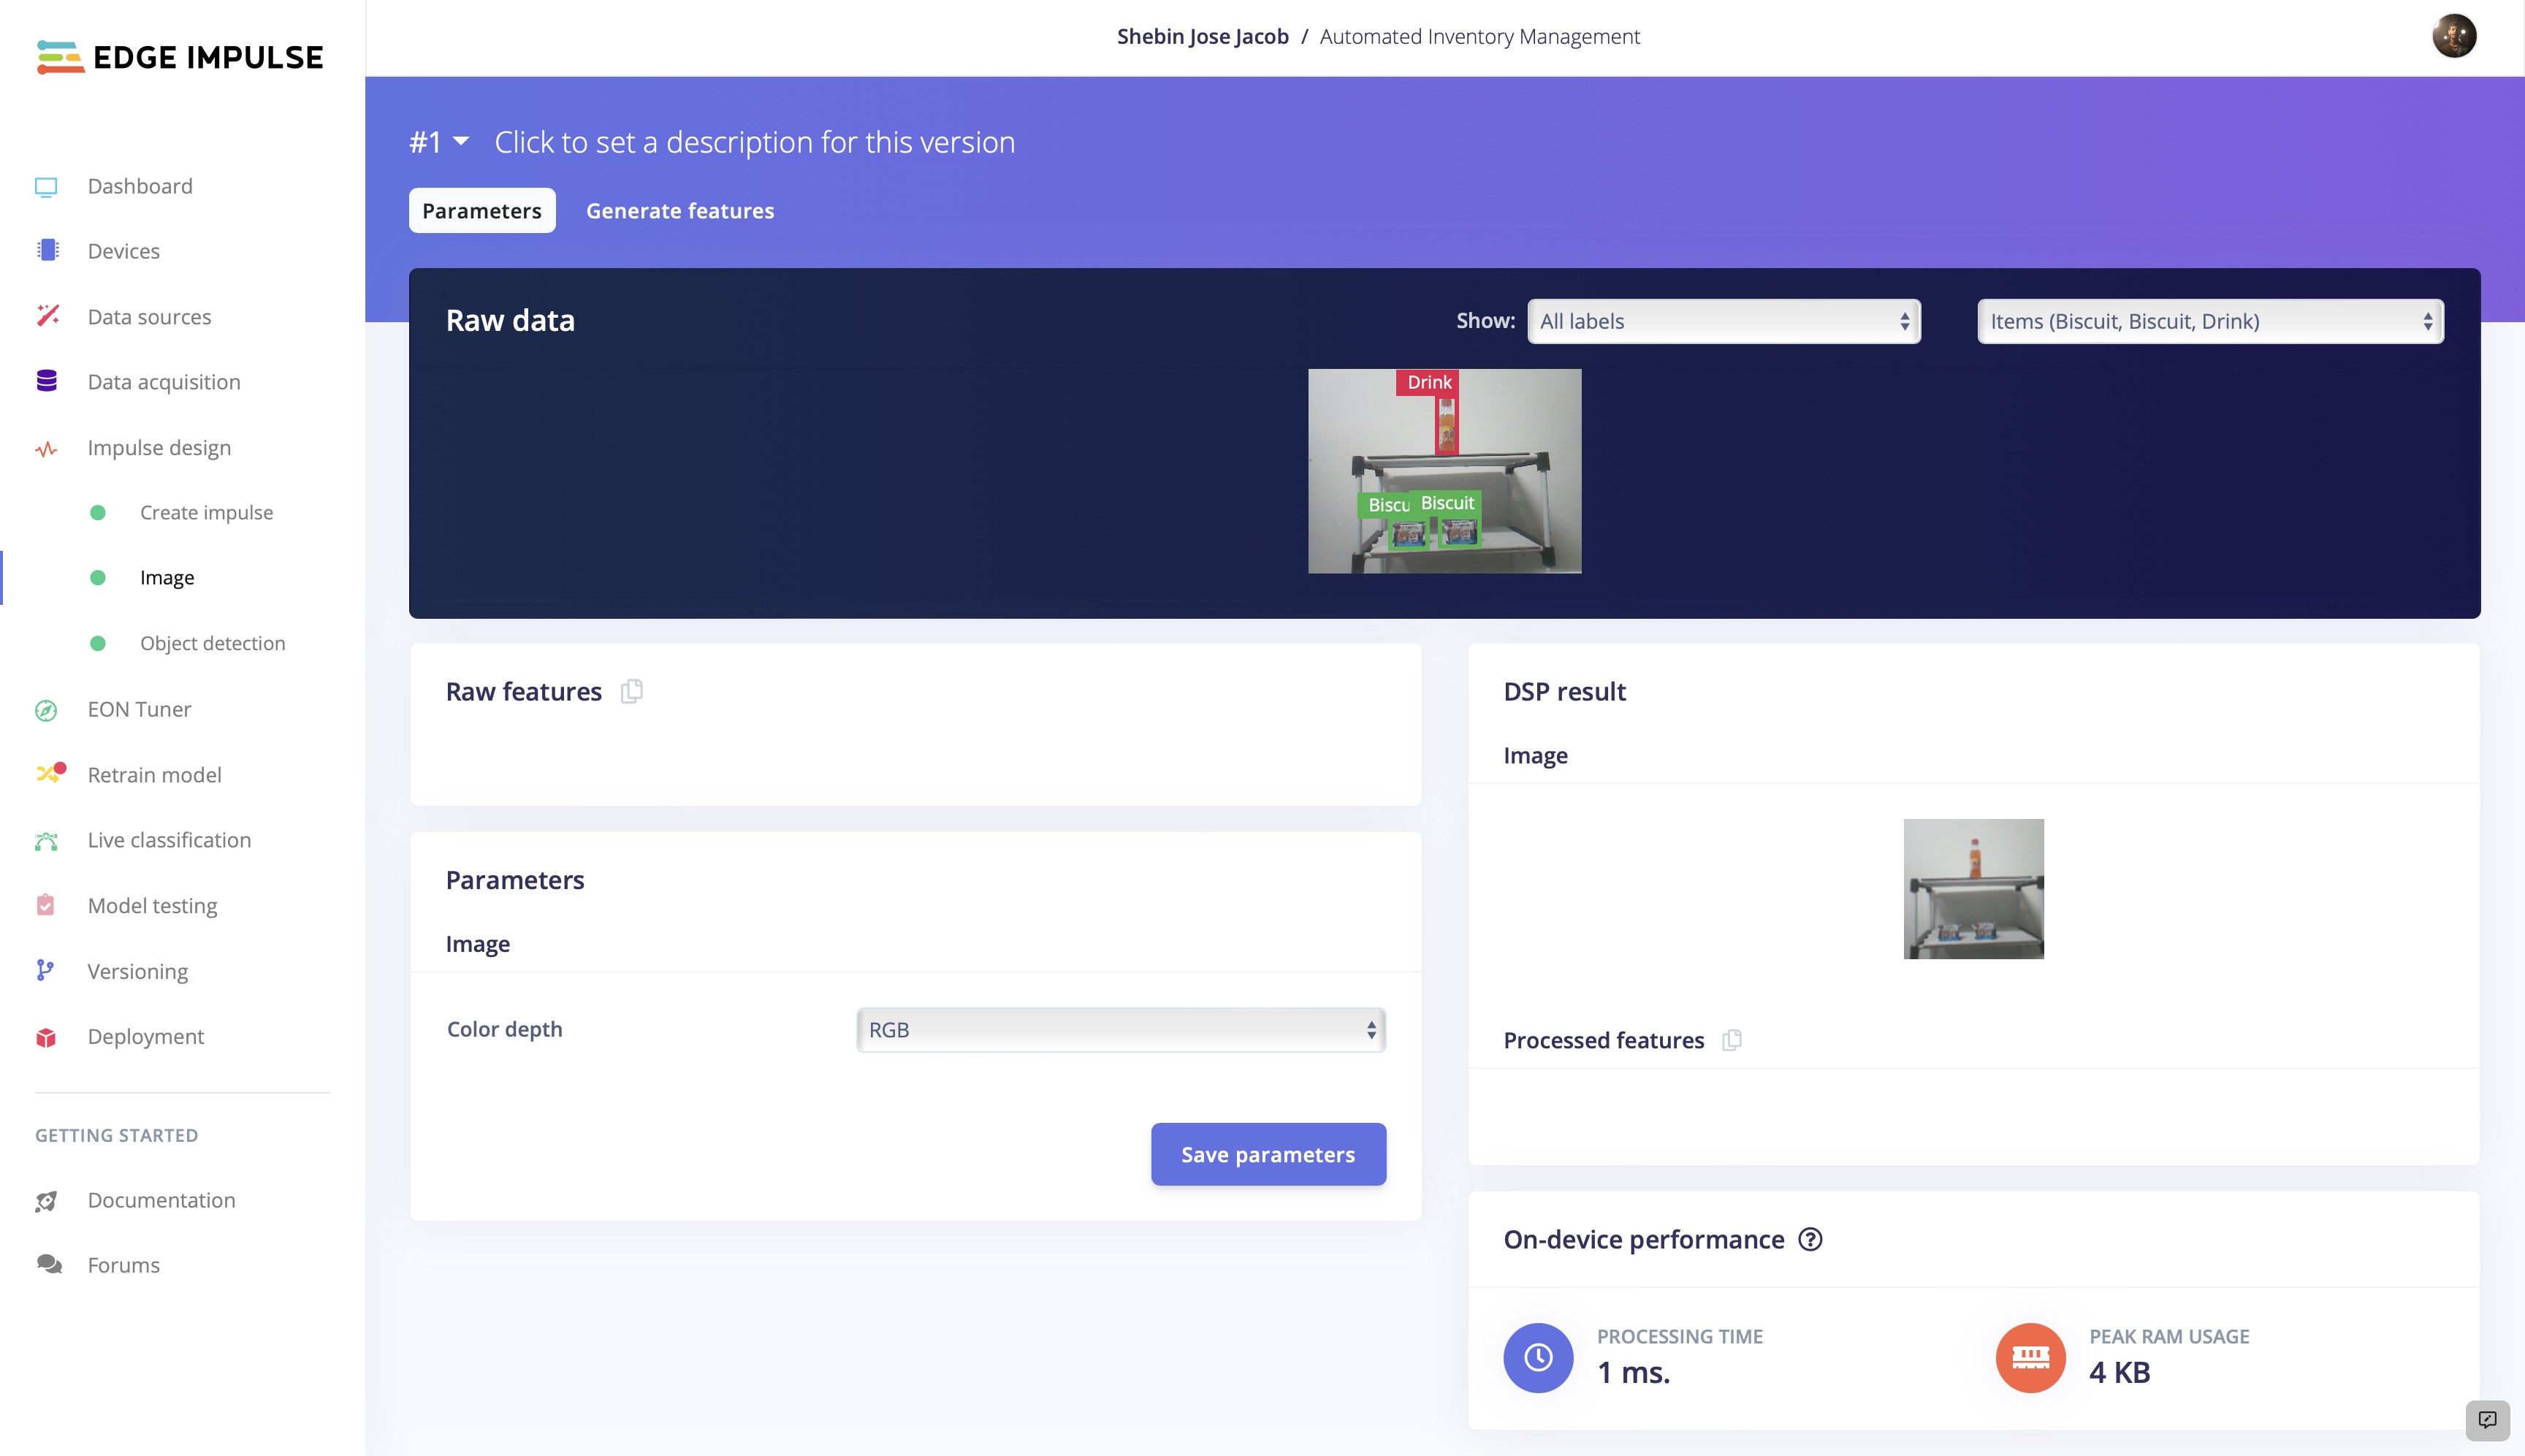 EDGE IMPULSE
Shebin Jose Jacob / Automated Inventory Management
Dashboard
Devices
Data sources
Data acquisition
Impulse design
Create impulse
Image
Object detection
EON Tuner
Retrain model
Live classification
Model testing
Versioning
Deployment
GETTING STARTED
Documentation
Forums
#1 Click to set a description for this version
Parameters Generate features
Raw data
Show: All labels Items (Biscuit, Biscuit, Drink)
Drink
Biscu Biscuit
Raw features
Parameters
Image
Color depth RGB
Save parameters
DSP result
Image
Processed features
On-device performance
PROCESSING TIME
1 ms.
PEAK RAM USAGE
4 KB